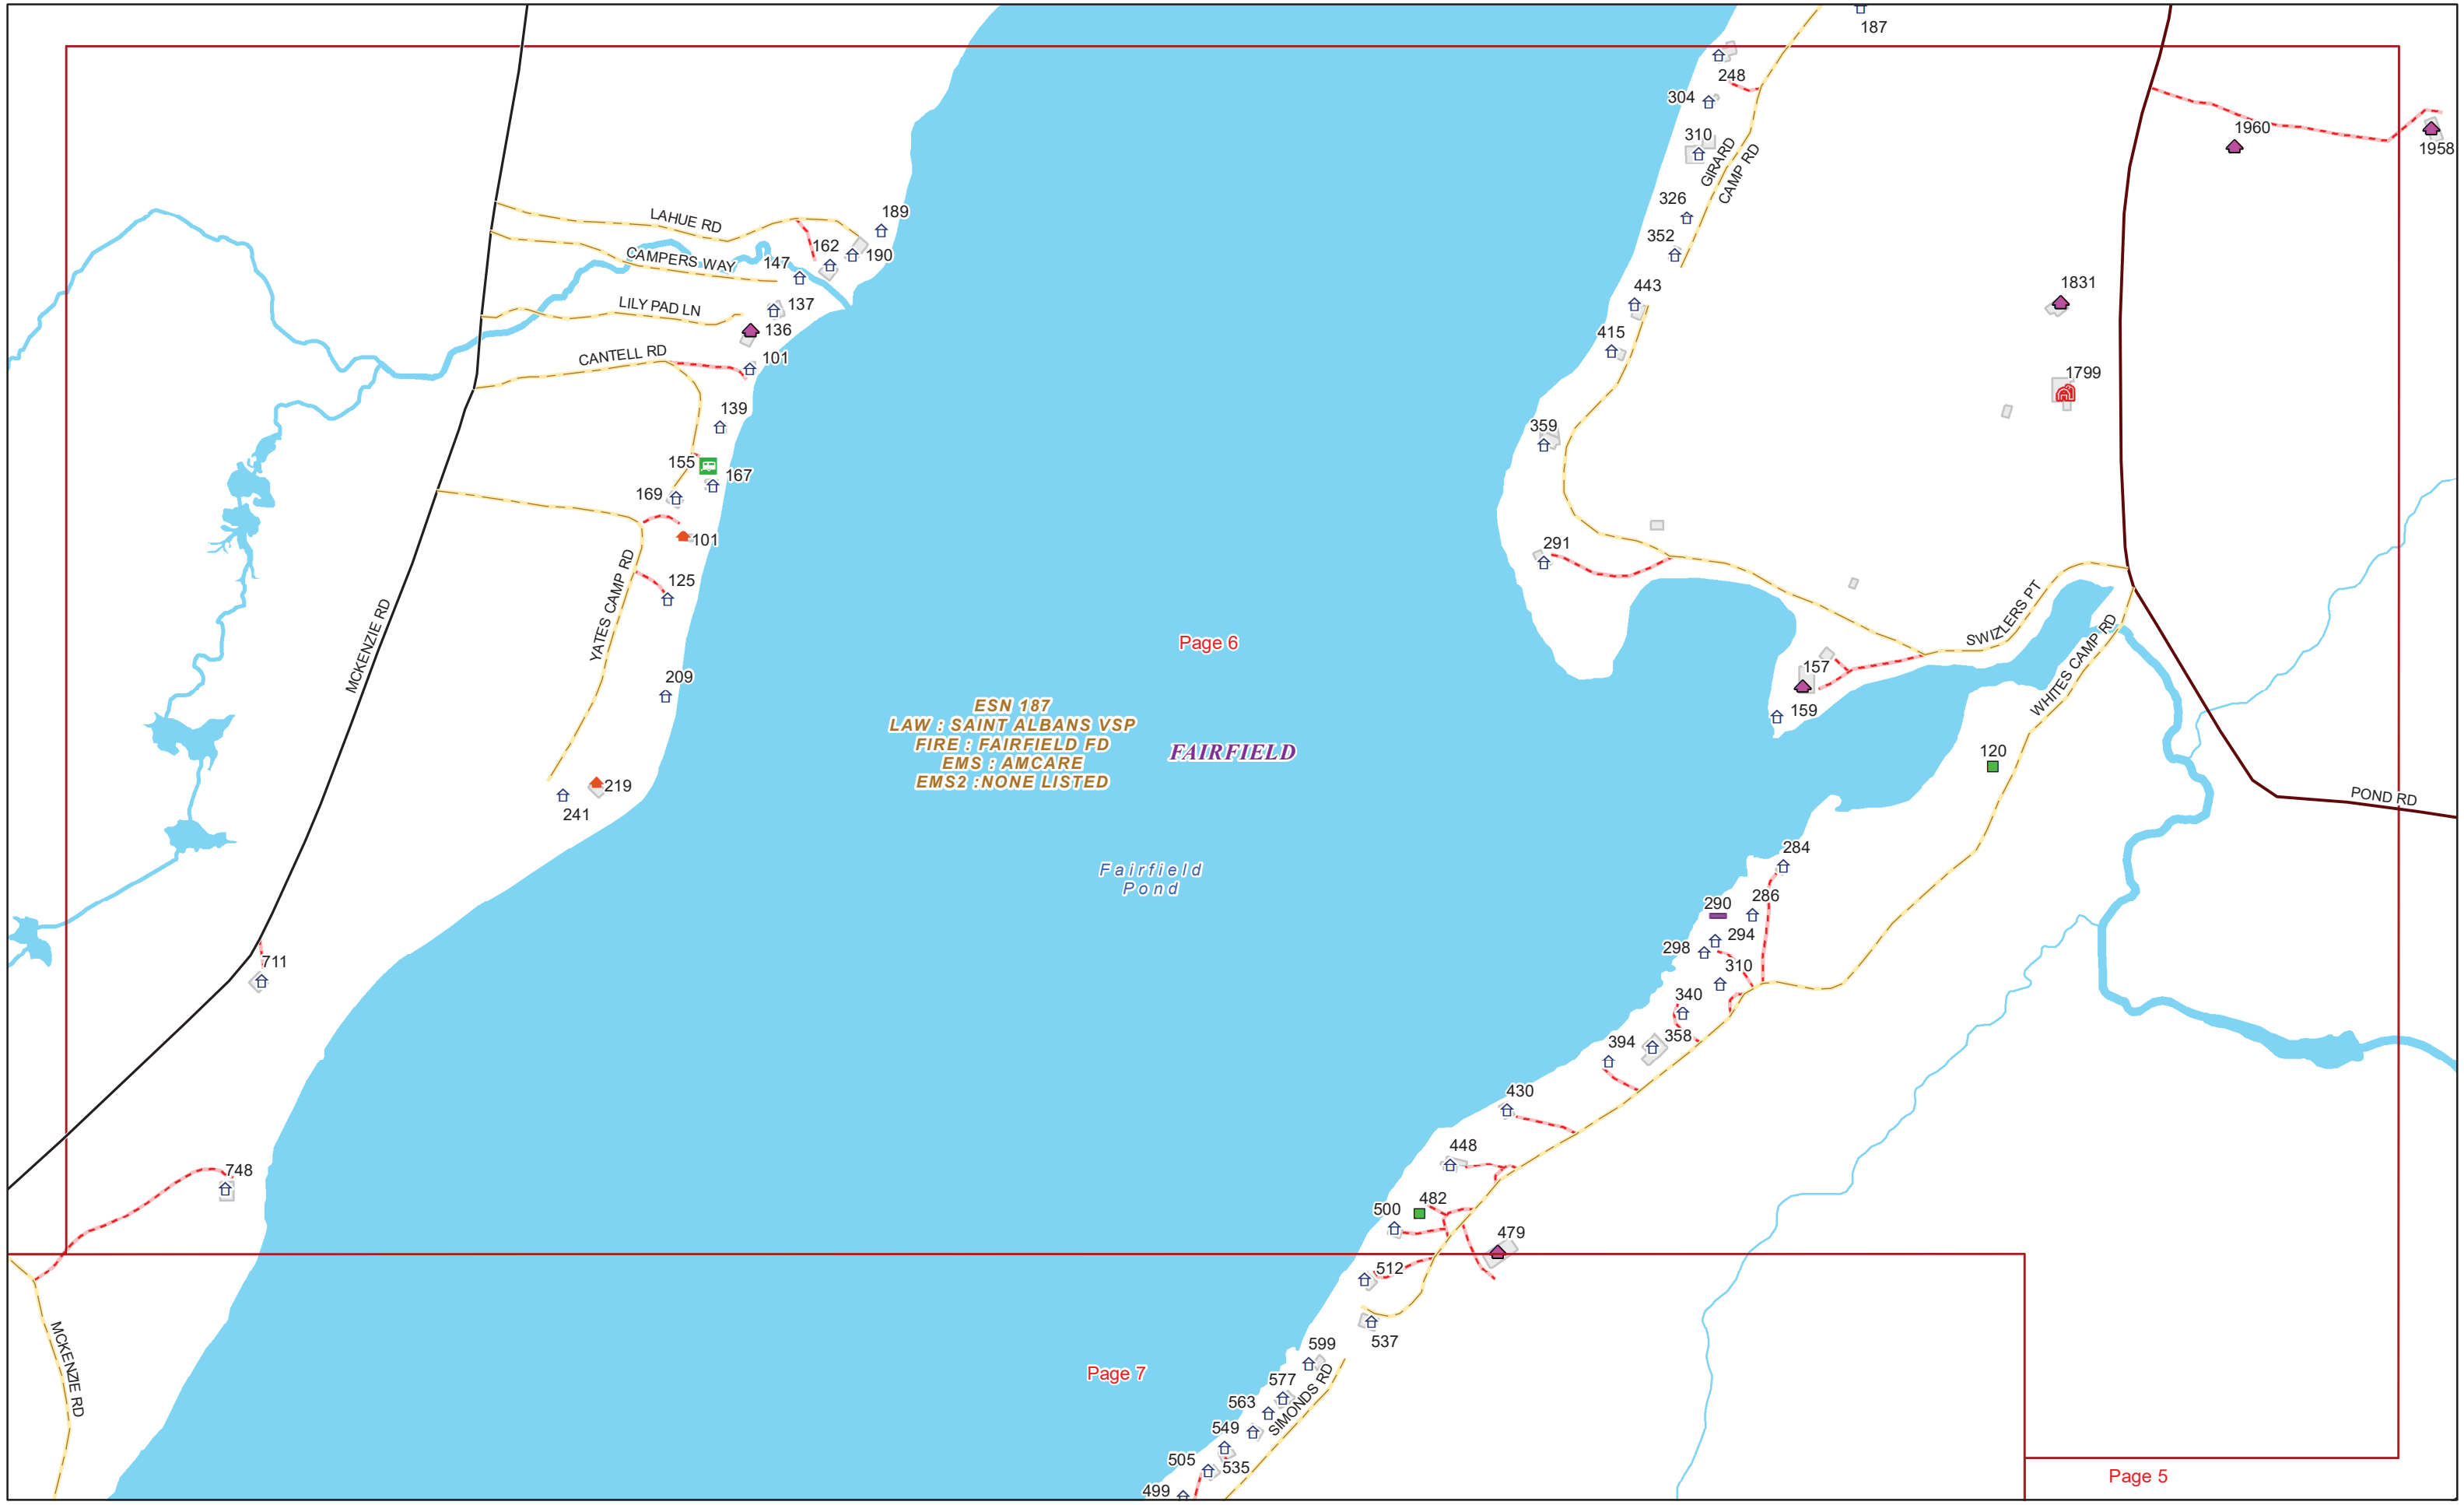 187
248
304
1960
310
1958
GIRARD
CAMP RD
326
189
LAHUE RD
352
162
190
CAMPERS WAY
147
1831
443
LILY PAD LN
137
136
415
CANTELL RD
101
1799
139
359
155
167
169
101
291
125
YATES CAMP RD
MCKENZIE RD
SWIZLERS PT
WHITES CAMP RD
Page 6
157
209
159
ESN 187
LAW : SAINT ALBANS VSP
FIRE : FAIRFIELD FD
EMS : AMCARE
EMS2 :NONE LISTED
FAIRFIELD
120
219
241
POND RD
284
Fairfield
Pond
286
290
294
298
711
310
340
358
394
430
448
748
482
500
479
512
537
599
MCKENZIE RD
Page 7
577
SIMONDS RD
563
549
505
535
Page 5
499